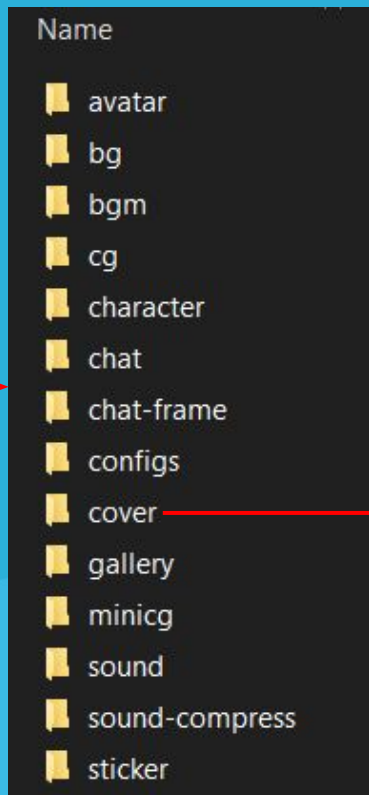 Name
avatar
bg
bgm
cg
character
chat
chat-frame
configs
cover
gallery
minicg
sound
sound-compress
sticker